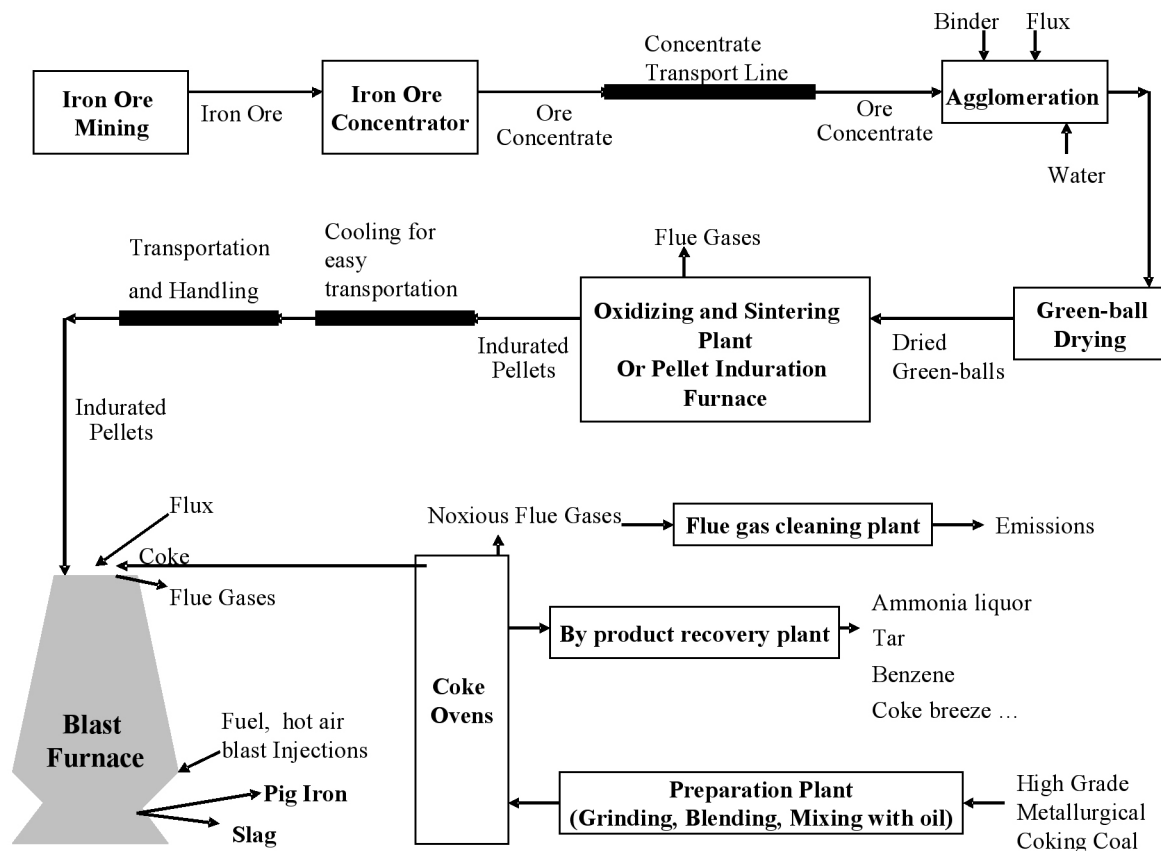 Binder
Flux
Concentrate
Transport Line
Iron Ore
Mining
Iron Ore
Iron Ore
Concentrator
Ore
Concentrate
Ore
Concentrate
Agglomeration
Water
Transportation
and Handling
Cooling for
easy
transportation
Flue Gases
Indurated
Pellets
Oxidizing and Sintering
Plant
Or Pellet Induration
Furnace
Dried
Green-balls
Green-ball
Drying
Indurated
Pellets
Flux
Coke
Flue Gases
Noxious Flue Gases
Flue gas cleaning plant
Emissions
By product recovery plant
Ammonia liquor
Tar
Benzene
Coke breeze ...
Coke
Ovens
Blast
Furnace
Fuel, hot air
blast Injections
Pig Iron
Slag
Preparation Plant
(Grinding, Blending, Mixing with oil)
High Grade
Metallurgical
Coking Coal